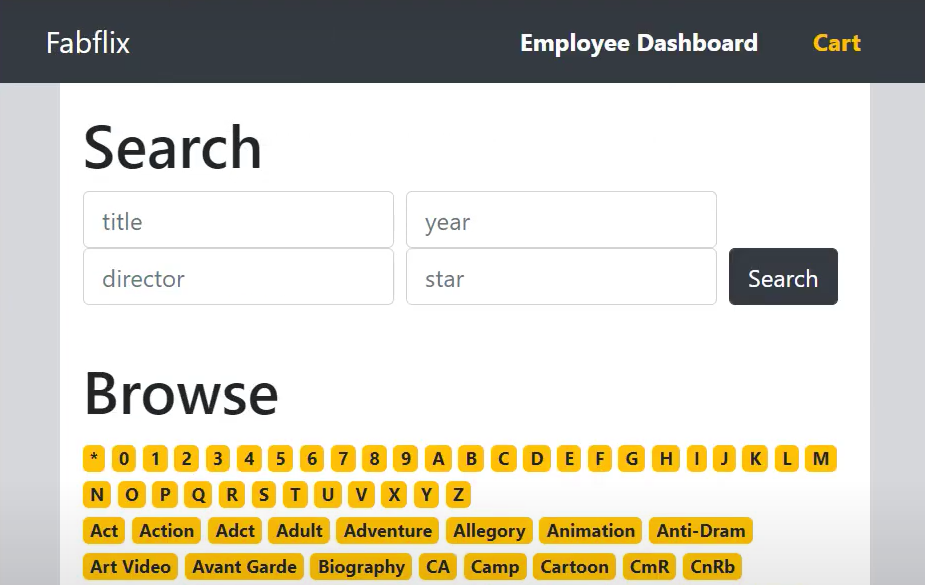 Fabflix Employee Dashboard Cart
Search
title year
director star Search
Browse
* 0 1 2 3 4 5 6 7 8 9 A B C D E F G H I J K L M
N O P Q R S T U V X Y Z
Act Action Adct Adult Adventure Allegory Animation Anti-Dram
Art Video Avant Garde Biography CA Camp Cartoon CmR CnRb